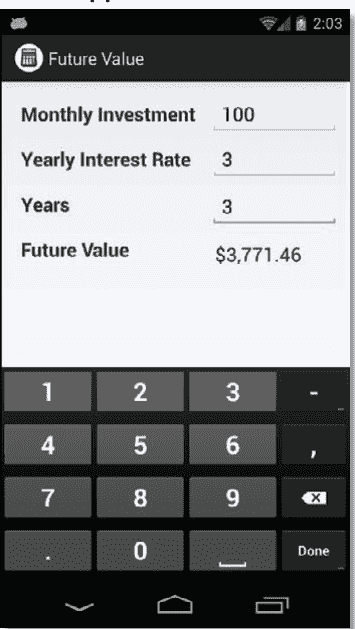 2:03
Future Value
Monthly Investment 100
Yearly Interest Rate 3
Years 3
Future Value $3,771.46
1 2 3 -
4 5 6 ,
7 8 9
. 0 Done